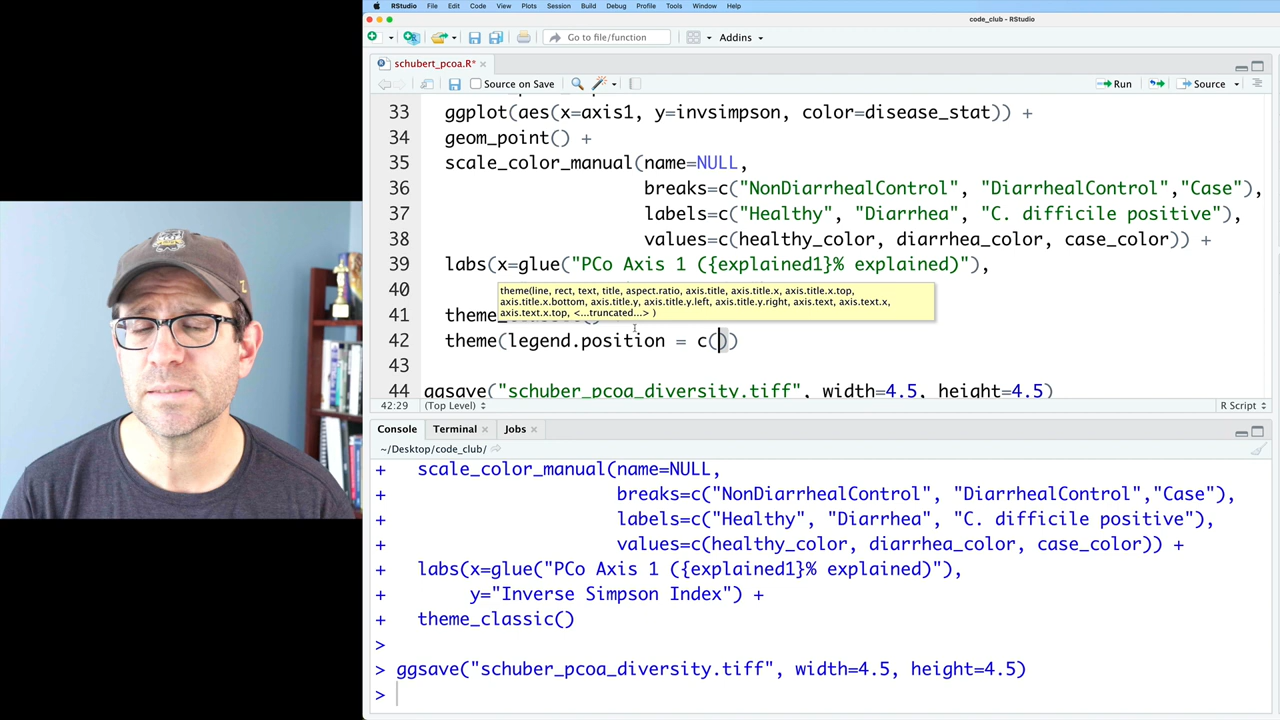 RStudio File Edit Code View Plots Session Build Debug Profile Tools Window Help
code_club - RStudio
Go to file/function Addins
schubert_pcoa.R*
Source on Save Run Source
33 ggplot(aes(x=axis1, y=invsimpson, color=disease_stat)) +
34 geom_point() +
35 scale_color_manual(name=NULL,
36 breaks=c("NonDiarrhealControl", "DiarrhealControl","Case"),
37 labels=c("Healthy", "Diarrhea", "C. difficile positive"),
38 values=c(healthy_color, diarrhea_color, case_color)) +
39 labs(x=glue("PCo Axis 1 ({explained1}% explained)"),
40
theme(line, rect, text, title, aspect.ratio, axis.title, axis.title.x, axis.title.x.top,
axis.title.x.bottom, axis.title.y, axis.title.y.left, axis.title.y.right, axis.text, axis.text.x,
axis.text.x.top, <...truncated...> )
41
42 theme(legend.position = c())
43
44 ggsave("schuber_pcoa_diversity.tiff", width=4.5, height=4.5)
42:29 (Top Level) R Script
Console Terminal Jobs
~/Desktop/code_club/
+ scale_color_manual(name=NULL,
+ breaks=c("NonDiarrhealControl", "DiarrhealControl","Case"),
+ labels=c("Healthy", "Diarrhea", "C. difficile positive"),
+ values=c(healthy_color, diarrhea_color, case_color)) +
+ labs(x=glue("PCo Axis 1 ({explained1}% explained)"),
+ y="Inverse Simpson Index") +
+ theme_classic()
>
> ggsave("schuber_pcoa_diversity.tiff", width=4.5, height=4.5)
>